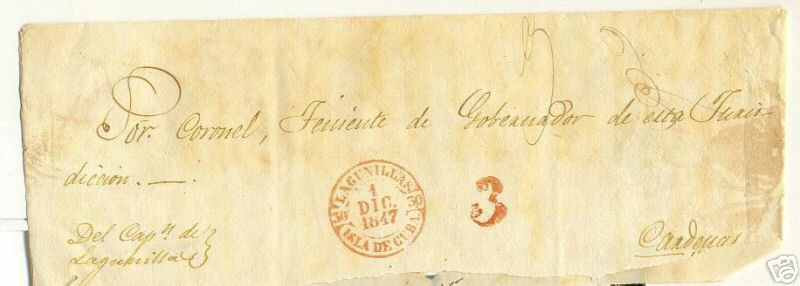 Sor. Coronel, Teniente de Gobernador de esta Juris
diccion. —.
LAGUNILLAS
1
DIC.
1847
ISLA DE CUBA.
3
Del Capn. de
Lagunillas
Cardenas